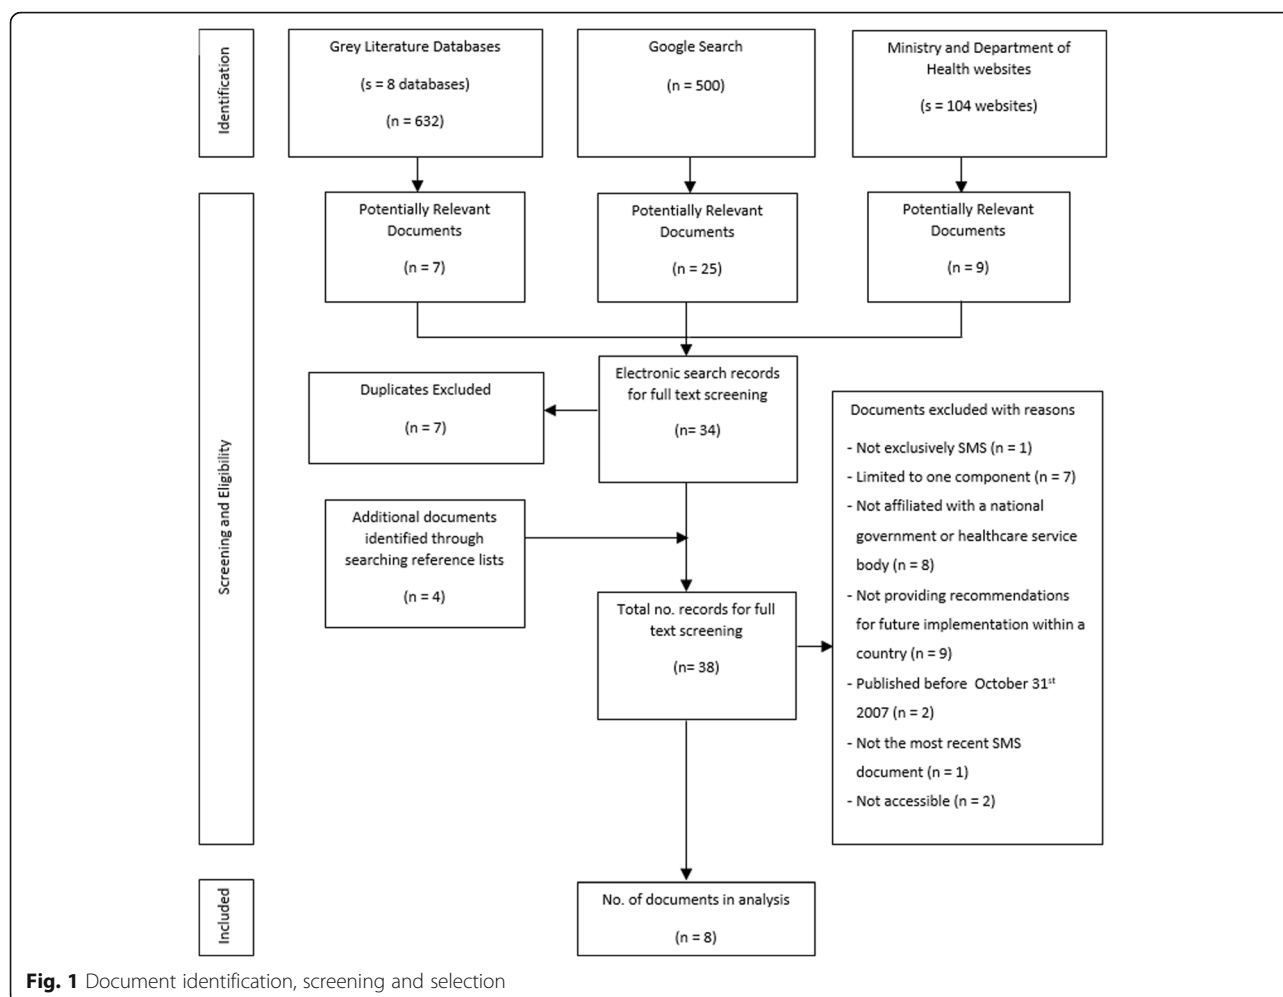 Identification
Grey Literature Databases
(s = 8 databases)
(n = 632)
Google Search
(n = 500)
Ministry and Department of
Health websites
(s = 104 websites)
Screening and Eligibility
Potentially Relevant
Documents
(n = 7)
Potentially Relevant
Documents
(n = 25)
Potentially Relevant
Documents
(n = 9)
Electronic search records
for full text screening
(n= 34)
Duplicates Excluded
(n = 7)
Additional documents
identified through
searching reference lists
(n = 4)
Total no. records for full
text screening
(n= 38)
Documents excluded with reasons
- Not exclusively SMS (n = 1)
- Limited to one component (n = 7)
- Not affiliated with a national
government or healthcare service
body (n = 8)
- Not providing recommendations
for future implementation within a
country (n = 9)
- Published before October 31st
2007 (n = 2)
- Not the most recent SMS
document (n = 1)
- Not accessible (n = 2)
Included
No. of documents in analysis
(n = 8)
Fig. 1 Document identification, screening and selection